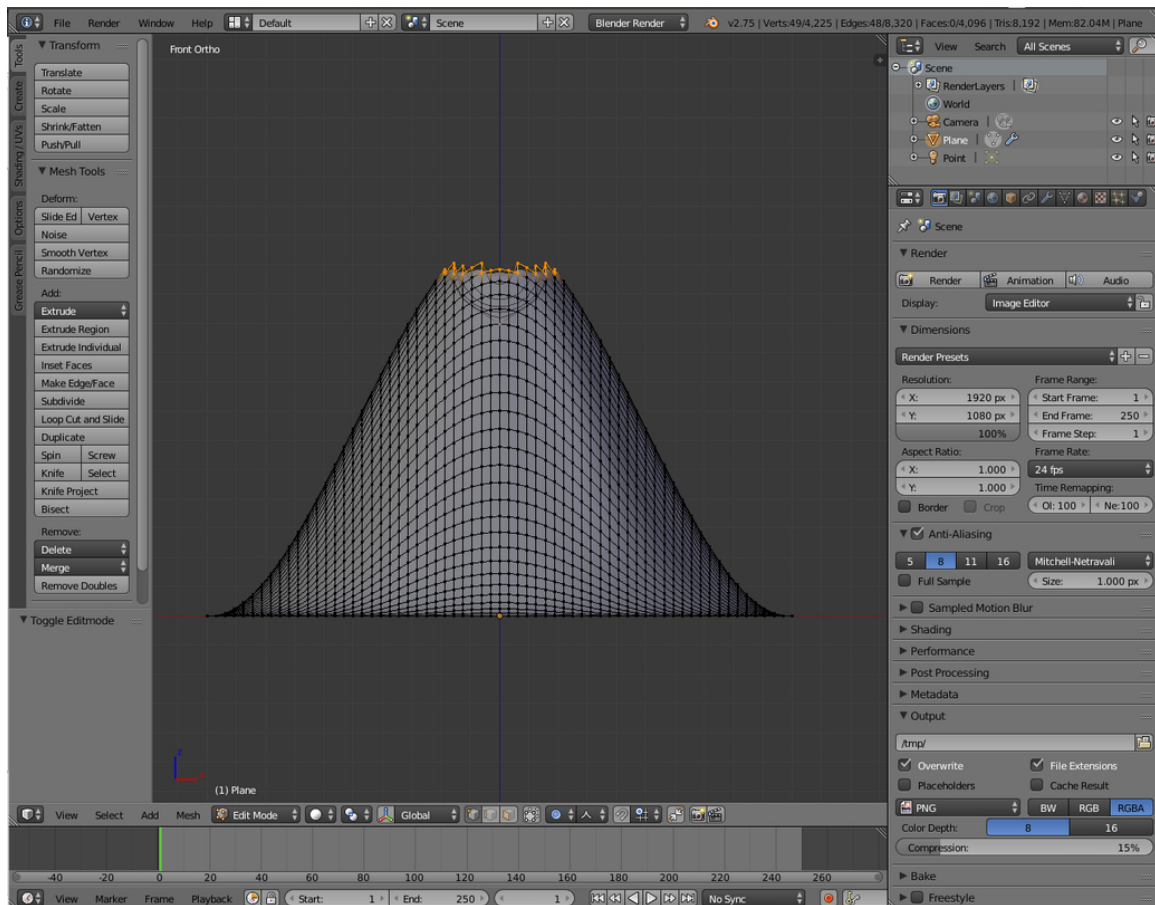 File Render Window Help Default Scene Blender Render v2.75 | Verts:49/4,225 | Edges:48/8,320 | Faces:0/4,096 | Tris:8,192 | Mem:82.04M | Plane
Tools
Create
Shading / UVs
Options
Grease Pencil
Transform
Translate
Rotate
Scale
Shrink/Fatten
Push/Pull
Mesh Tools
Deform:
Slide Ed Vertex
Noise
Smooth Vertex
Randomize
Add:
Extrude
Extrude Region
Extrude Individual
Inset Faces
Make Edge/Face
Subdivide
Loop Cut and Slide
Duplicate
Spin Screw
Knife Select
Knife Project
Bisect
Remove:
Delete
Merge
Remove Doubles
Toggle Editmode
Front Ortho
z
x
(1) Plane
View Select Add Mesh Edit Mode Global
-40 -20 0 20 40 60 80 100 120 140 160 180 200 220 240 260
View Marker Frame Playback Start: 1 End: 250 1 No Sync
View Search All Scenes
Scene
RenderLayers
World
Camera
Plane
Point
Scene
Render
Render Animation Audio
Display: Image Editor
Dimensions
Render Presets
Resolution: Frame Range:
X: 1920 px Start Frame: 1
Y: 1080 px End Frame: 250
100% Frame Step: 1
Aspect Ratio: Frame Rate:
X: 1.000 24 fps
Y: 1.000 Time Remapping:
Border Crop Ol: 100 Ne:100
Anti-Aliasing
5 8 11 16 Mitchell-Netravali
Full Sample Size: 1.000 px
Sampled Motion Blur
Shading
Performance
Post Processing
Metadata
Output
/tmp/
Overwrite File Extensions
Placeholders Cache Result
PNG BW RGB RGBA
Color Depth: 8 16
Compression: 15%
Bake
Freestyle